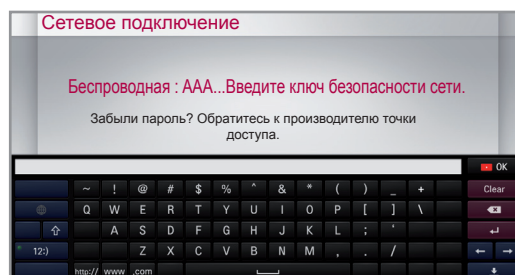 Сетевое подключение
Беспроводная : AAA...Введите ключ безопасности сети.
Забыли пароль? Обратитесь к производителю точки
доступа.
OK
~ ! @ # $ % ^ & * ( ) _ + Clear
Q W E R T Y U I O P [ ] \
A S D F G H J K L ; '
12:) Z X C V B N M , . /
http:// www .com